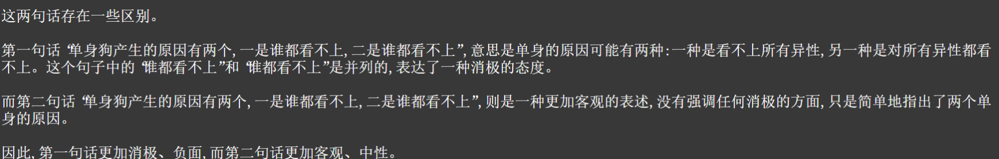 这两句话存在一些区别。
第一句话 “单身狗产生的原因有两个,一是谁都看不上,二是谁都看不上”,意思是单身的原因可能有两种:一种是看不上所有异性,另一种是对所有异性都看
不上。这个句子中的 “谁都看不上”和 “谁都看不上”是并列的,表达了一种消极的态度。
而第二句话 “单身狗产生的原因有两个,一是谁都看不上,二是谁都看不上”,则是一种更加客观的表述,没有强调任何消极的方面,只是简单地指出了两个单
身的原因。
因此,第一句话更加消极、负面,而第二句话更加客观、中性。